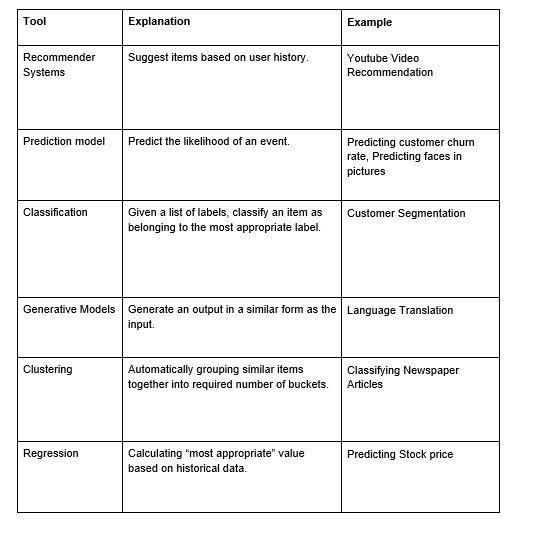 Tool Explanation Example
Recommender Suggest items based on user history. Youtube Video
Systems Recommendation
Prediction model Predict the likelihood of an event. Predicting customer churn
rate, Predicting faces in
pictures
Classification Given a list of labels, classify an item as Customer Segmentation
belonging to the most appropriate label.
Generative Models Generate an output in a similar form as the Language Translation
input.
Clustering Automatically grouping similar items Classifying Newspaper
together into required number of buckets. Articles
Regression Calculating “most appropriate” value Predicting Stock price
based on historical data.